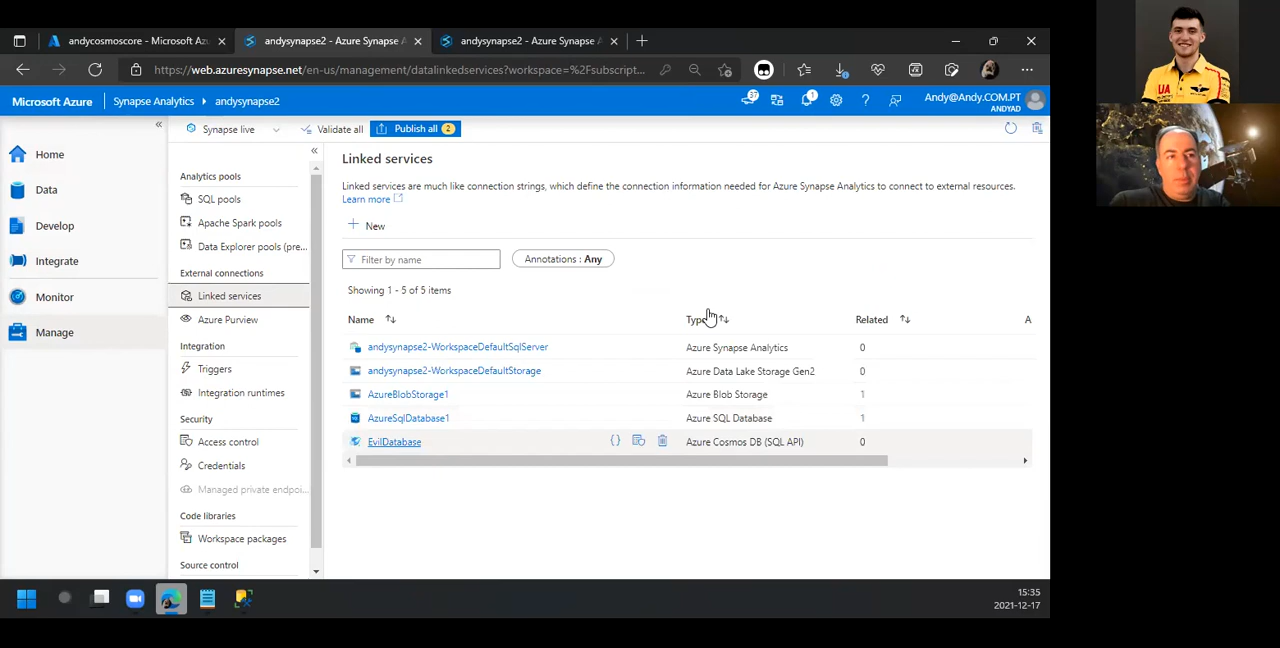 andycosmoscore - Microsoft Az
andysynapse2 - Azure Synapse A
andysynapse2 - Azure Synapse A
https://web.azuresynapse.net/en-us/management/datalinkedservices?workspace=%2Fsubscript...
Microsoft Azure
Synapse Analytics
andysynapse2
37
1
Andy@Andy.COM.PT
ANDYAD
Synapse live
Validate all
Publish all 2
Home
Data
Develop
Integrate
Monitor
Manage
Analytics pools
SQL pools
Apache Spark pools
Data Explorer pools (pre...
External connections
Linked services
Azure Purview
Integration
Triggers
Integration runtimes
Security
Access control
Credentials
Managed private endpoi...
Code libraries
Workspace packages
Source control
Linked services
Linked services are much like connection strings, which define the connection information needed for Azure Synapse Analytics to connect to external resources.
Learn more
New
Filter by name
Annotations : Any
Showing 1 - 5 of 5 items
Name Type Related A
andysynapse2-WorkspaceDefaultSqlServer Azure Synapse Analytics 0
andysynapse2-WorkspaceDefaultStorage Azure Data Lake Storage Gen2 0
AzureBlobStorage1 Azure Blob Storage 1
AzureSqlDatabase1 Azure SQL Database 1
EvilDatabase {} Azure Cosmos DB (SQL API) 0
15:35
2021-12-17
UA